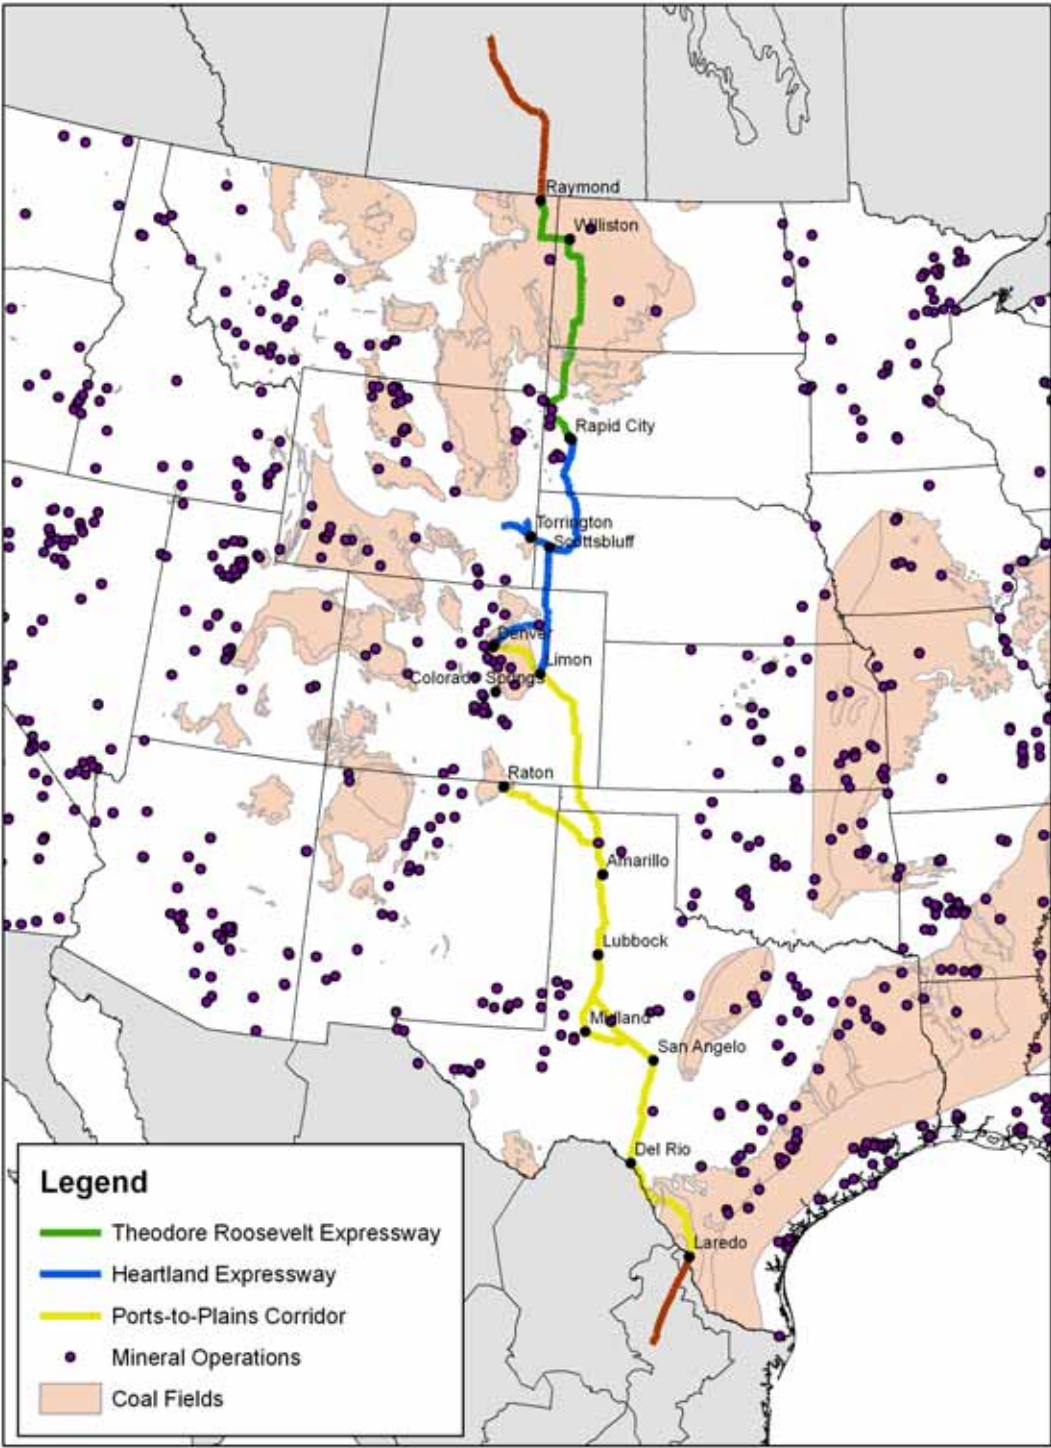 Raymond
Williston
Rapid City
Torrington
Scottsbluff
Denver
Limon
Colorado Springs
Raton
Amarillo
Lubbock
Midland
San Angelo
Del Rio
Laredo
Legend
Theodore Roosevelt Expressway
Heartland Expressway
Ports-to-Plains Corridor
Mineral Operations
Coal Fields